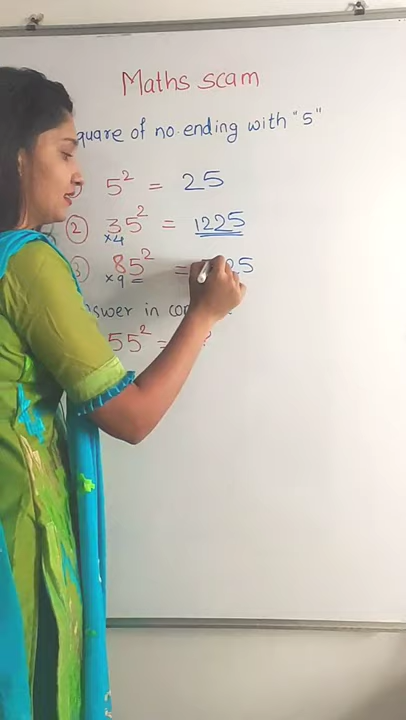 Maths scam
quare of no. ending with "5"
5² = 25
② 35² = 1225
×4
③ 85² = 25
×9
swer in
55² = ?